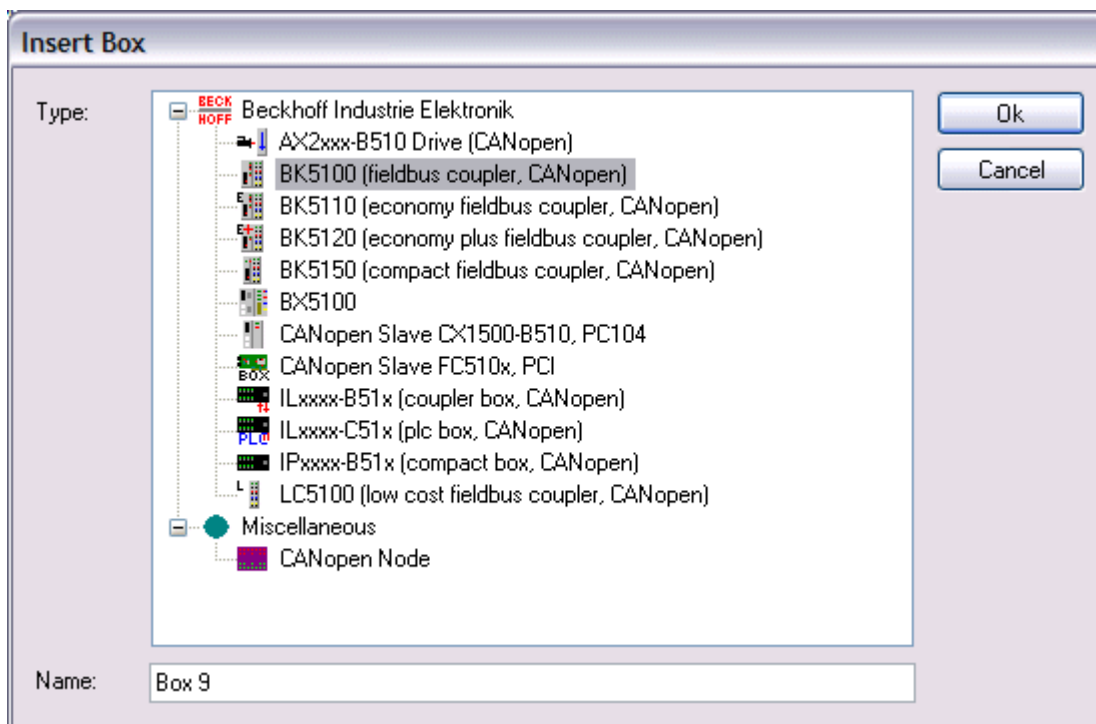 Insert Box
Type:
BECK
HOFF
Beckhoff Industrie Elektronik
Ok
AX2xxx-B510 Drive (CANopen)
BK5100 (fieldbus coupler, CANopen)
Cancel
E
BK5110 (economy fieldbus coupler, CANopen)
E+
BK5120 (economy plus fieldbus coupler, CANopen)
BK5150 (compact fieldbus coupler, CANopen)
BX5100
CANopen Slave CX1500-B510, PC104
BOX
CANopen Slave FC510x, PCI
ILxxxx-B51x (coupler box, CANopen)
PLC
ILxxxx-C51x (plc box, CANopen)
IPxxxx-B51x (compact box, CANopen)
L
LC5100 (low cost fieldbus coupler, CANopen)
Miscellaneous
CANopen Node
Name:
Box 9